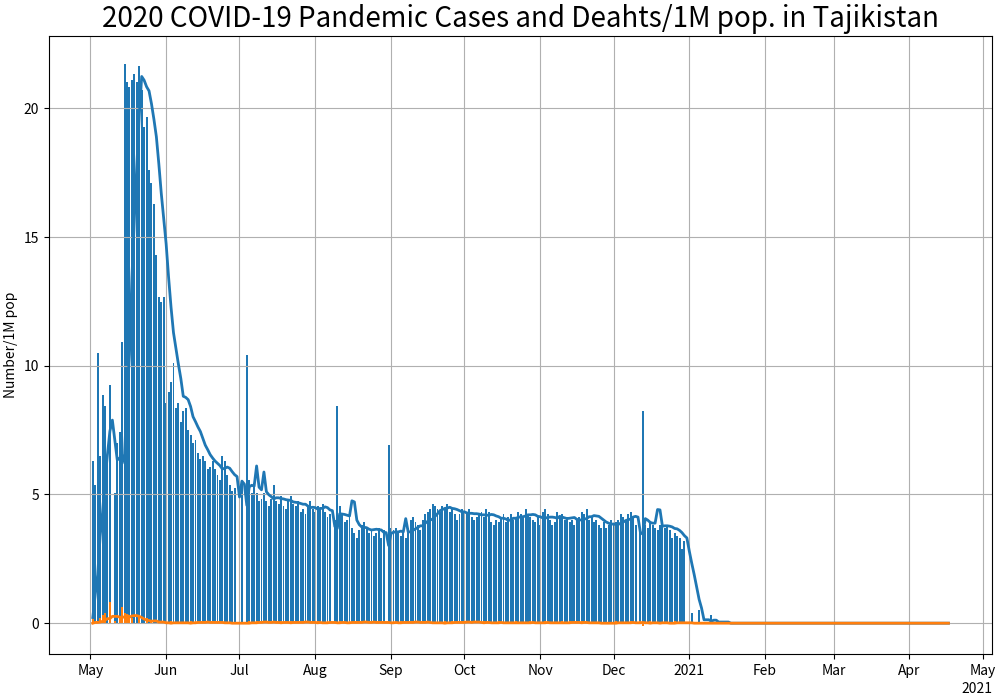 2020 COVID-19 Pandemic Cases and Deahts/1M pop. in Tajikistan
Number/1M pop
20
15
10
5
0
May Jun Jul Aug Sep Oct Nov Dec 2021 Feb Mar Apr May
2021